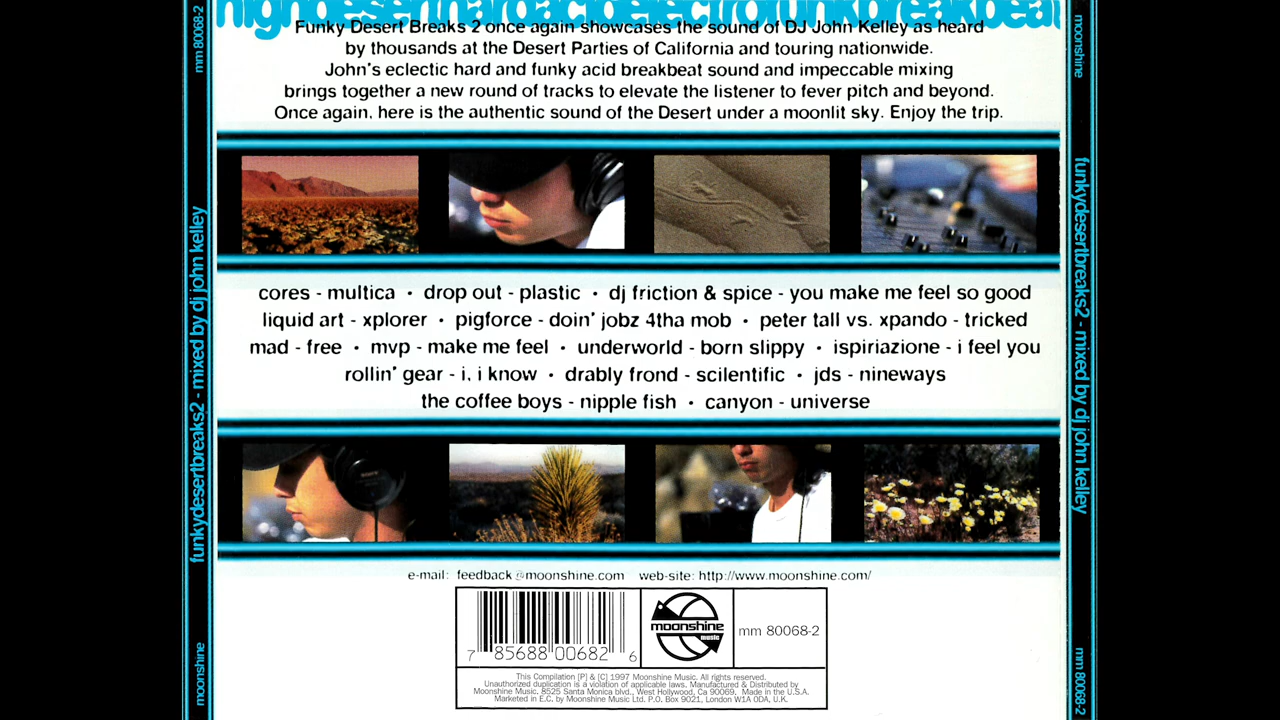 highdeserthardacidelectrofunkbreakbeat
Funky Desert Breaks 2 once again showcases the sound of DJ John Kelley as heard
by thousands at the Desert Parties of California and touring nationwide.
John's eclectic hard and funky acid breakbeat sound and impeccable mixing
brings together a new round of tracks to elevate the listener to fever pitch and beyond.
Once again, here is the authentic sound of the Desert under a moonlit sky. Enjoy the trip.
cores - multica • drop out - plastic • dj friction & spice - you make me feel so good
liquid art - xplorer • pigforce - doin' jobz 4tha mob • peter tall vs. xpando - tricked
mad - free • mvp - make me feel • underworld - born slippy • ispiriazione - i feel you
rollin' gear - i, i know • drably frond - scilentific • jds - nineways
the coffee boys - nipple fish • canyon - universe
e-mail: feedback@moonshine.com web-site: http://www.moonshine.com/
7 85688 00682 6
moonshine
music
mm 80068-2
This Compilation [P] & [C] 1997 Moonshine Music. All rights reserved.
Unauthorized duplication is a violation of applicable laws. Manufactured & Distributed by
Moonshine Music. 8525 Santa Monica blvd., West Hollywood, Ca 90069. Made in the U.S.A.
Marketed in E.C. by Moonshine Music Ltd. P.O. Box 9021, London W1A 0DA, U.K.
mm 80068-2
funkydesertbreaks2 - mixed by dj john kelley
moonshine
moonshine
funkydesertbreaks2 - mixed by dj john kelley
mm 80068-2